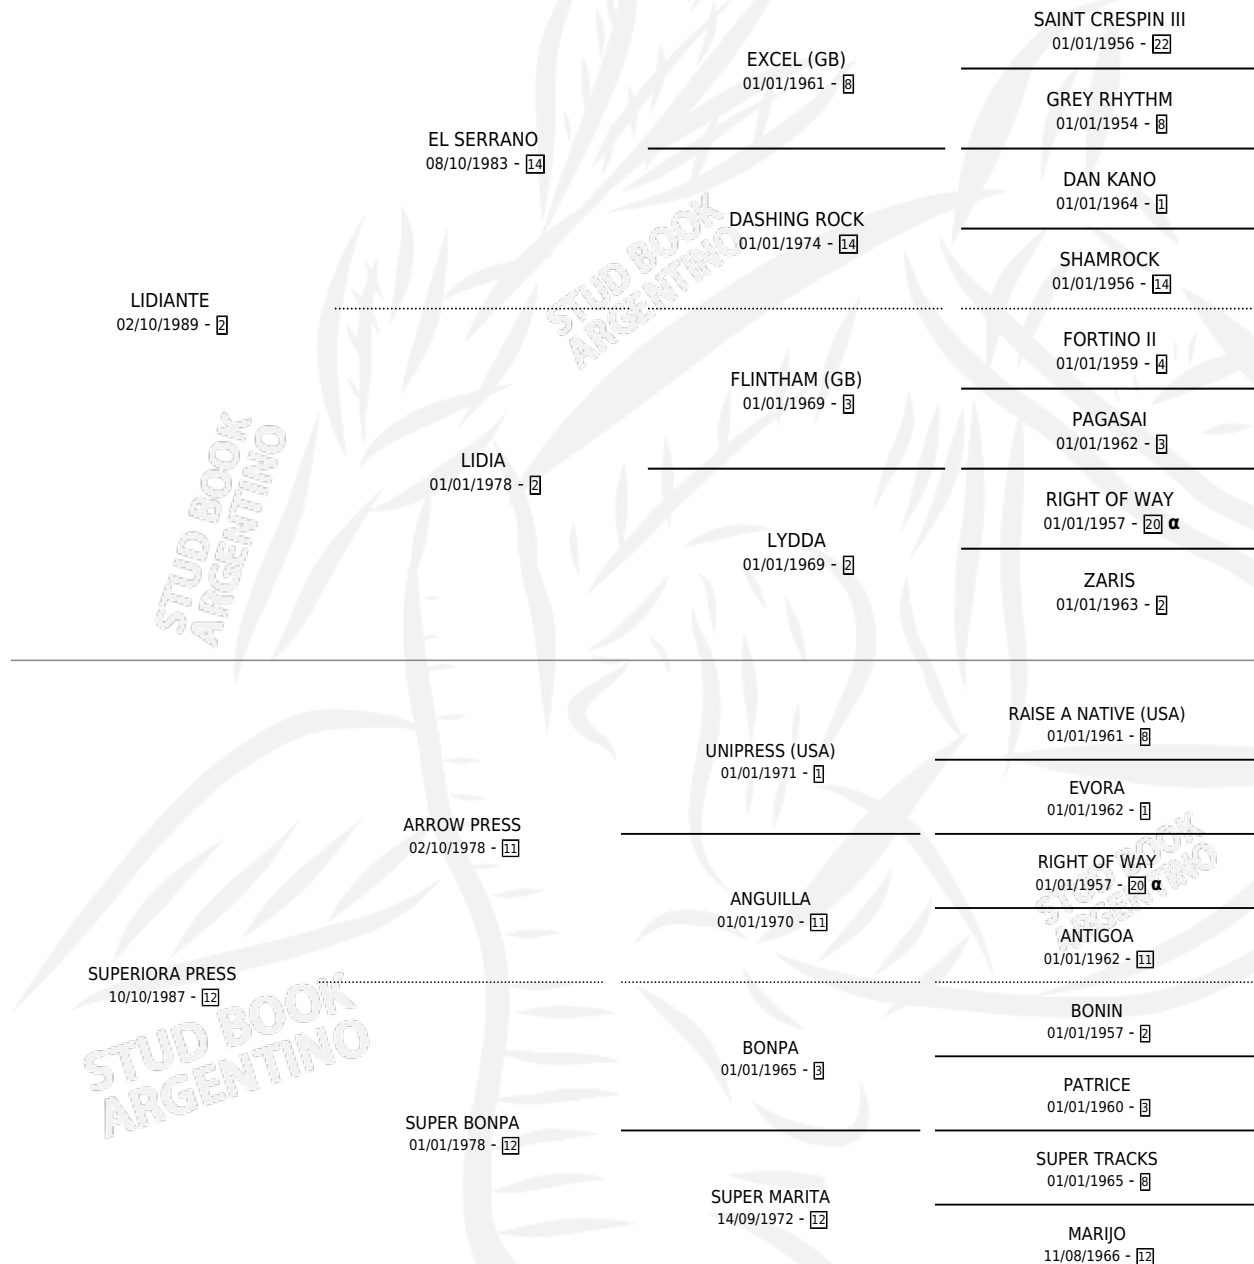 SAINT CRESPIN III
01/01/1956 - 22
EXCEL (GB)
01/01/1961 - 8
GREY RHYTHM
01/01/1954 - 8
EL SERRANO
08/10/1983 - 14
DAN KANO
01/01/1964 - 1
DASHING ROCK
01/01/1974 - 14
SHAMROCK
01/01/1956 - 14
LIDIANTE
02/10/1989 - 2
STUD BOOK
ARGENTINO
FORTINO II
01/01/1959 - 4
FLINTHAM (GB)
01/01/1969 - 3
PAGASAI
01/01/1962 - 3
LIDIA
01/01/1978 - 2
RIGHT OF WAY
01/01/1957 - 20 α
LYDDA
01/01/1969 - 2
ZARIS
01/01/1963 - 2
STUD BOOK
ARGENTINO
RAISE A NATIVE (USA)
01/01/1961 - 8
UNIPRESS (USA)
01/01/1971 - 1
EVORA
01/01/1962 - 1
ARROW PRESS
02/10/1978 - 11
RIGHT OF WAY
01/01/1957 - 20 α
ANGUILLA
01/01/1970 - 11
STUD BOOK
ARGENTINO
ANTIGOA
01/01/1962 - 11
SUPERIORA PRESS
10/10/1987 - 12
STUD BOOK
ARGENTINO
BONIN
01/01/1957 - 2
BONPA
01/01/1965 - 3
PATRICE
01/01/1960 - 3
SUPER BONPA
01/01/1978 - 12
SUPER TRACKS
01/01/1965 - 8
SUPER MARITA
14/09/1972 - 12
MARIJO
11/08/1966 - 12